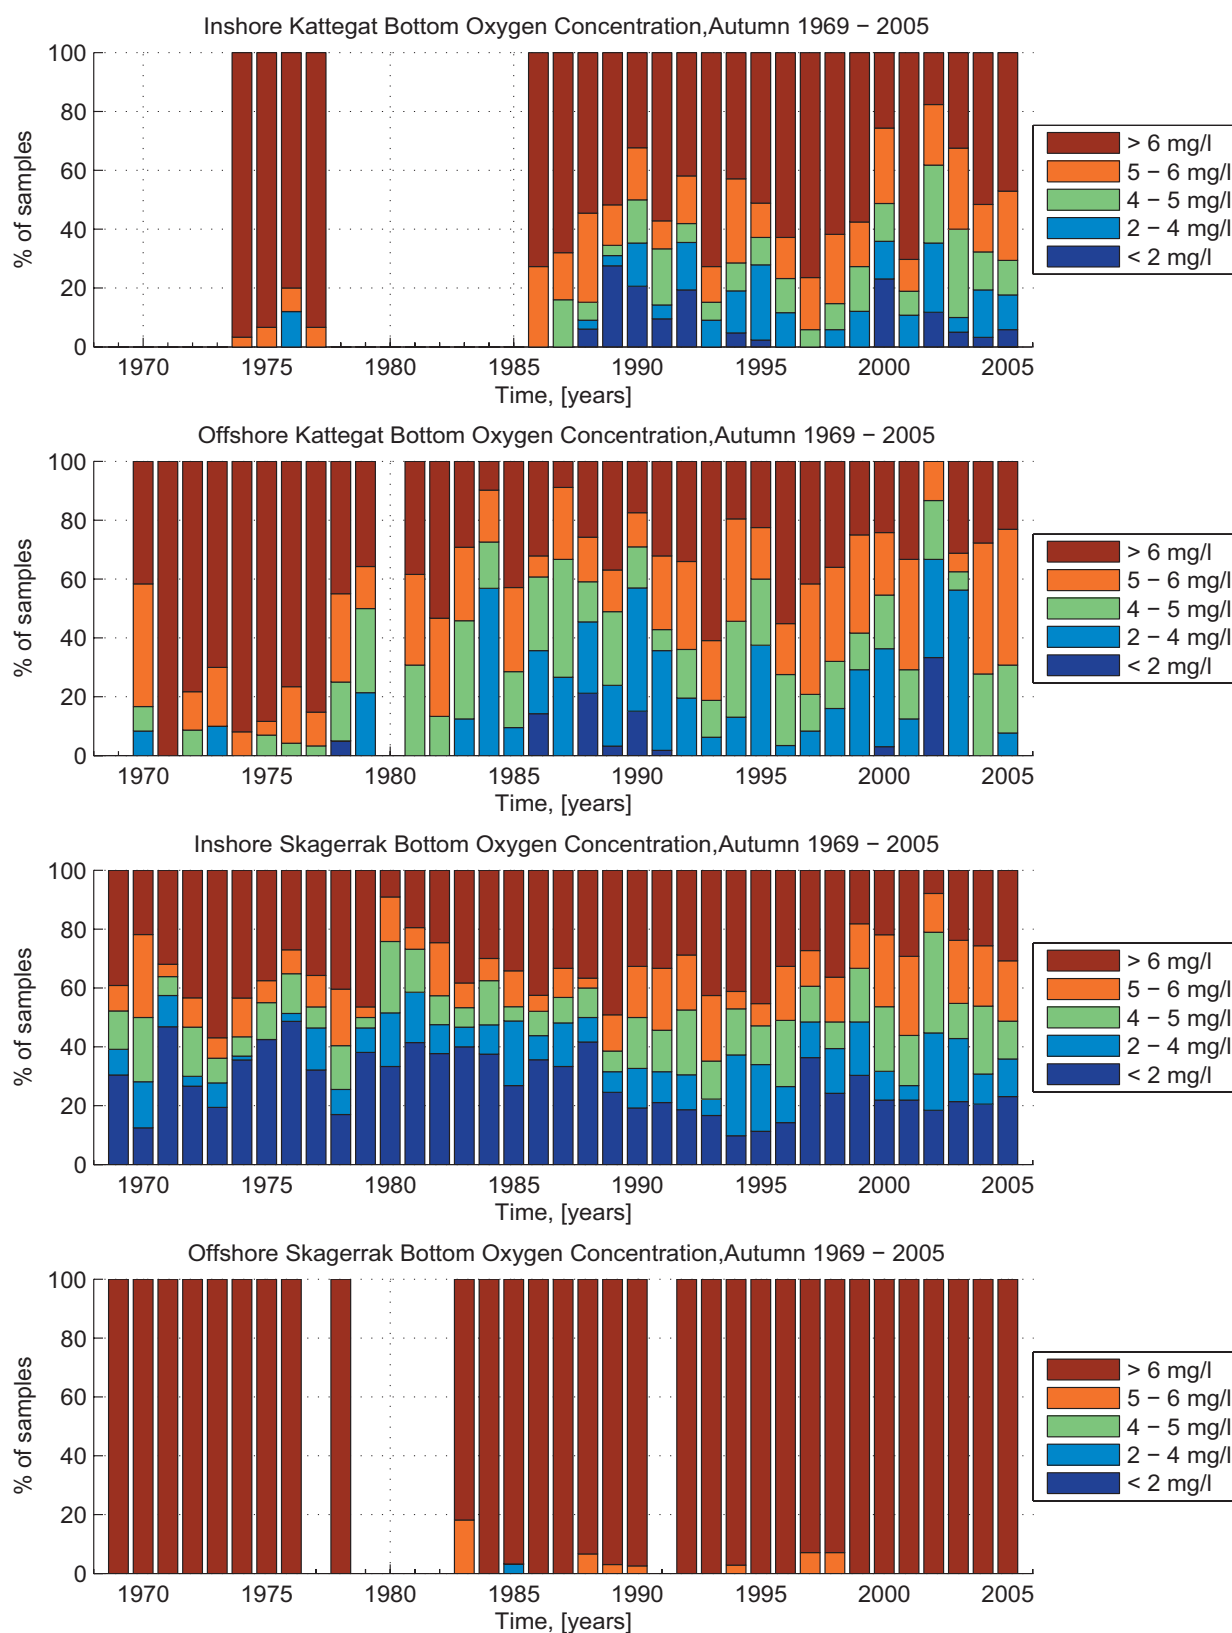 Inshore Kattegat Bottom Oxygen Concentration,Autumn 1969 − 2005
100
80
60
40
20
0
% of samples
1970 1975 1980 1985 1990 1995 2000 2005
Time, [years]
> 6 mg/l
5 − 6 mg/l
4 − 5 mg/l
2 − 4 mg/l
< 2 mg/l
Offshore Kattegat Bottom Oxygen Concentration,Autumn 1969 − 2005
100
80
60
40
20
0
% of samples
1970 1975 1980 1985 1990 1995 2000 2005
Time, [years]
> 6 mg/l
5 − 6 mg/l
4 − 5 mg/l
2 − 4 mg/l
< 2 mg/l
Inshore Skagerrak Bottom Oxygen Concentration,Autumn 1969 − 2005
100
80
60
40
20
0
% of samples
1970 1975 1980 1985 1990 1995 2000 2005
Time, [years]
> 6 mg/l
5 − 6 mg/l
4 − 5 mg/l
2 − 4 mg/l
< 2 mg/l
Offshore Skagerrak Bottom Oxygen Concentration,Autumn 1969 − 2005
100
80
60
40
20
0
% of samples
1970 1975 1980 1985 1990 1995 2000 2005
Time, [years]
> 6 mg/l
5 − 6 mg/l
4 − 5 mg/l
2 − 4 mg/l
< 2 mg/l